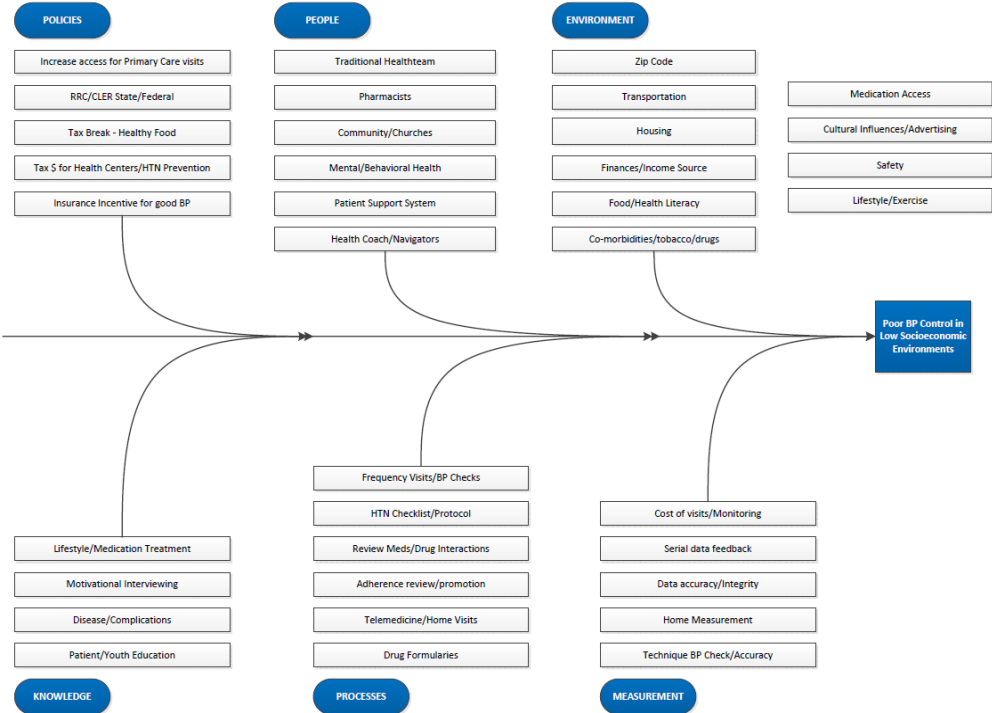 POLICIES
Increase access for Primary Care visits
RRC/CLER State/Federal
Tax Break - Healthy Food
Tax $ for Health Centers/HTN Prevention
Insurance Incentive for good BP
PEOPLE
Traditional Healthteam
Pharmacists
Community/Churches
Mental/Behavioral Health
Patient Support System
Health Coach/Navigators
ENVIRONMENT
Zip Code
Transportation
Housing
Finances/Income Source
Food/Health Literacy
Co-morbidities/tobacco/drugs
Medication Access
Cultural Influences/Advertising
Safety
Lifestyle/Exercise
Poor BP Control in
Low Socioeconomic
Environments
Lifestyle/Medication Treatment
Motivational Interviewing
Disease/Complications
Patient/Youth Education
KNOWLEDGE
Frequency Visits/BP Checks
HTN Checklist/Protocol
Review Meds/Drug Interactions
Adherence review/promotion
Telemedicine/Home Visits
Drug Formularies
PROCESSES
Cost of visits/Monitoring
Serial data feedback
Data accuracy/Integrity
Home Measurement
Technique BP Check/Accuracy
MEASUREMENT